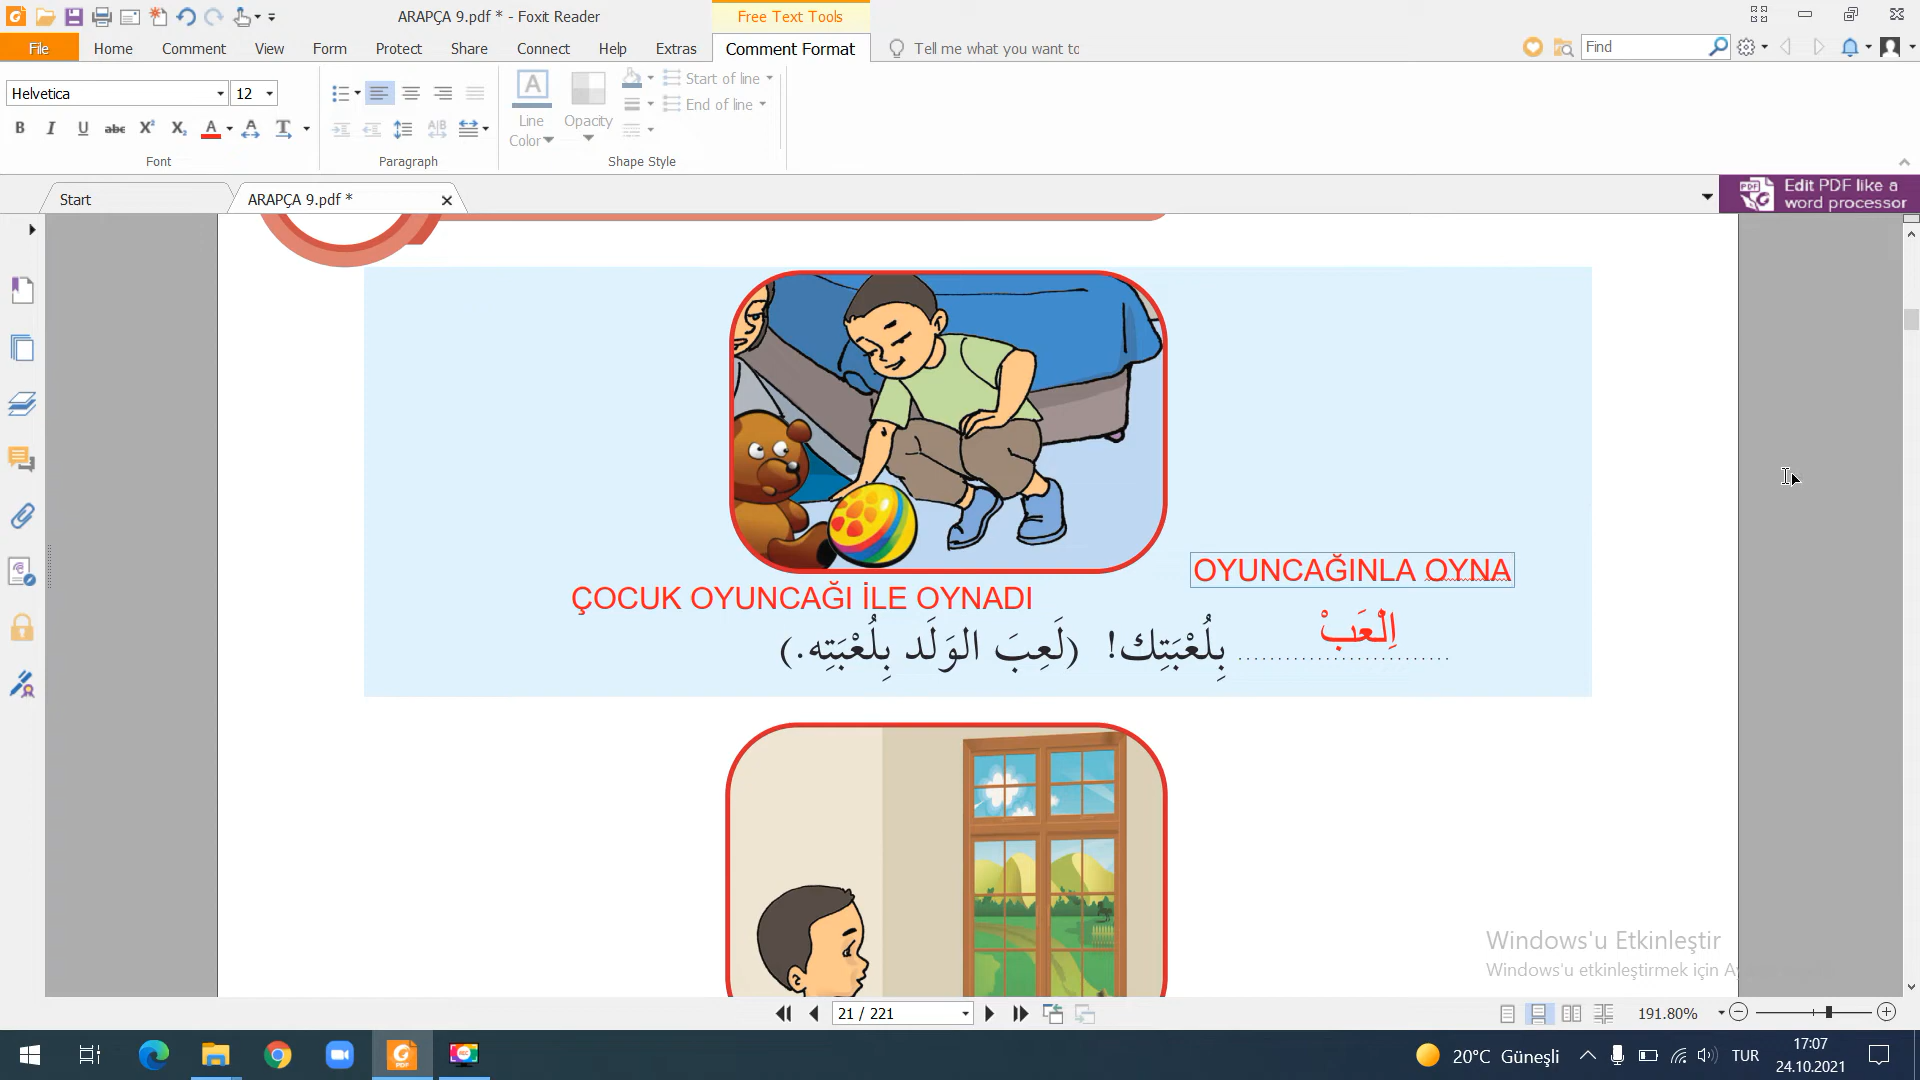 ARAPÇA 9.pdf * - Foxit Reader
Free Text Tools
File Home Comment View Form Protect Share Connect Help Extras Comment Format Tell me what you want to
Find
Helvetica 12
Start of line
End of line
B I U abc X² X₂ A T
Line Color
Opacity
Font
Paragraph
Shape Style
Start
ARAPÇA 9.pdf *
Edit PDF like a
word processor
OYUNCAĞINLA OYNA
ÇOCUK OYUNCAĞI İLE OYNADI
اِلْعَبْ
.......................... بِلُعْبَتِك! (لَعِبَ الوَلَد بِلُعْبَتِه.)
Windows'u Etkinleştir
Windows'u etkinleştirmek için
21 / 221
191.80%
20°C Güneşli
TUR
17:07
24.10.2021